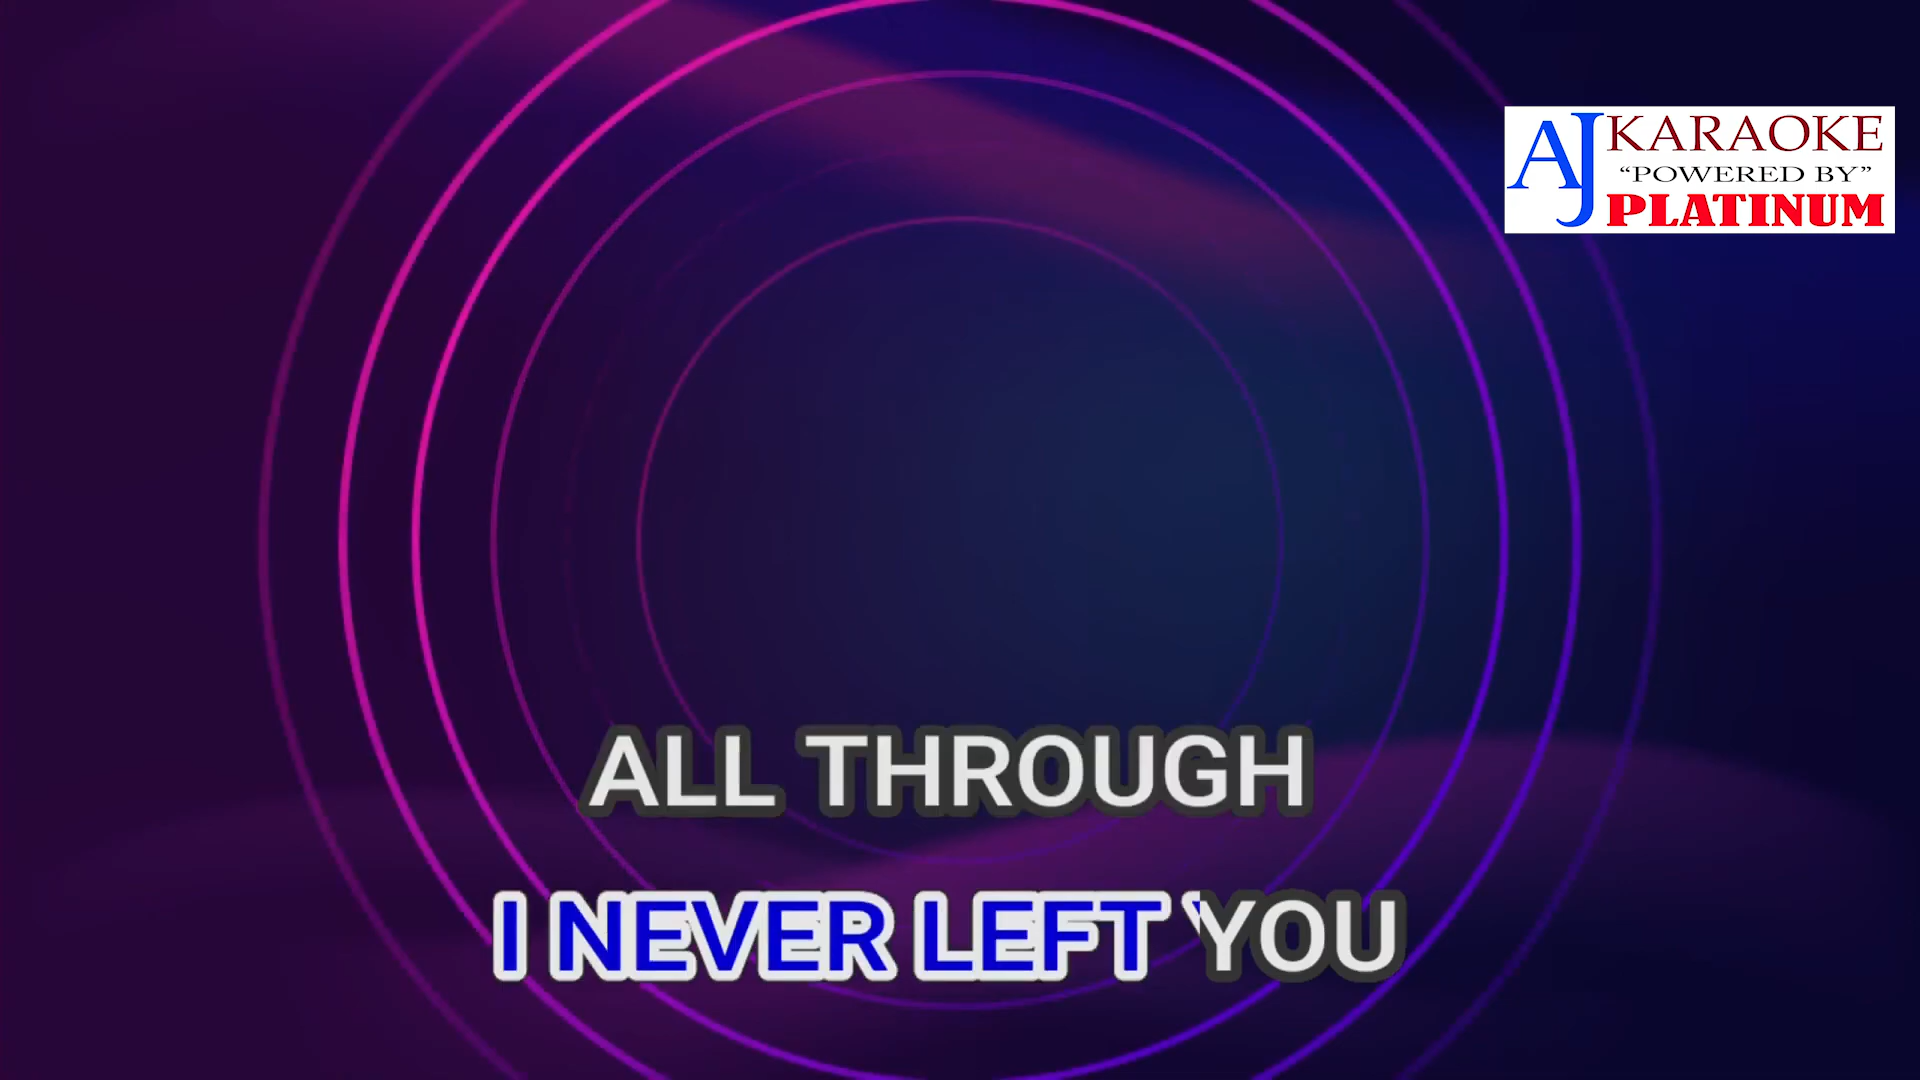 AJ KARAOKE
“POWERED BY”
PLATINUM
ALL THROUGH
I NEVER LEFT YOU